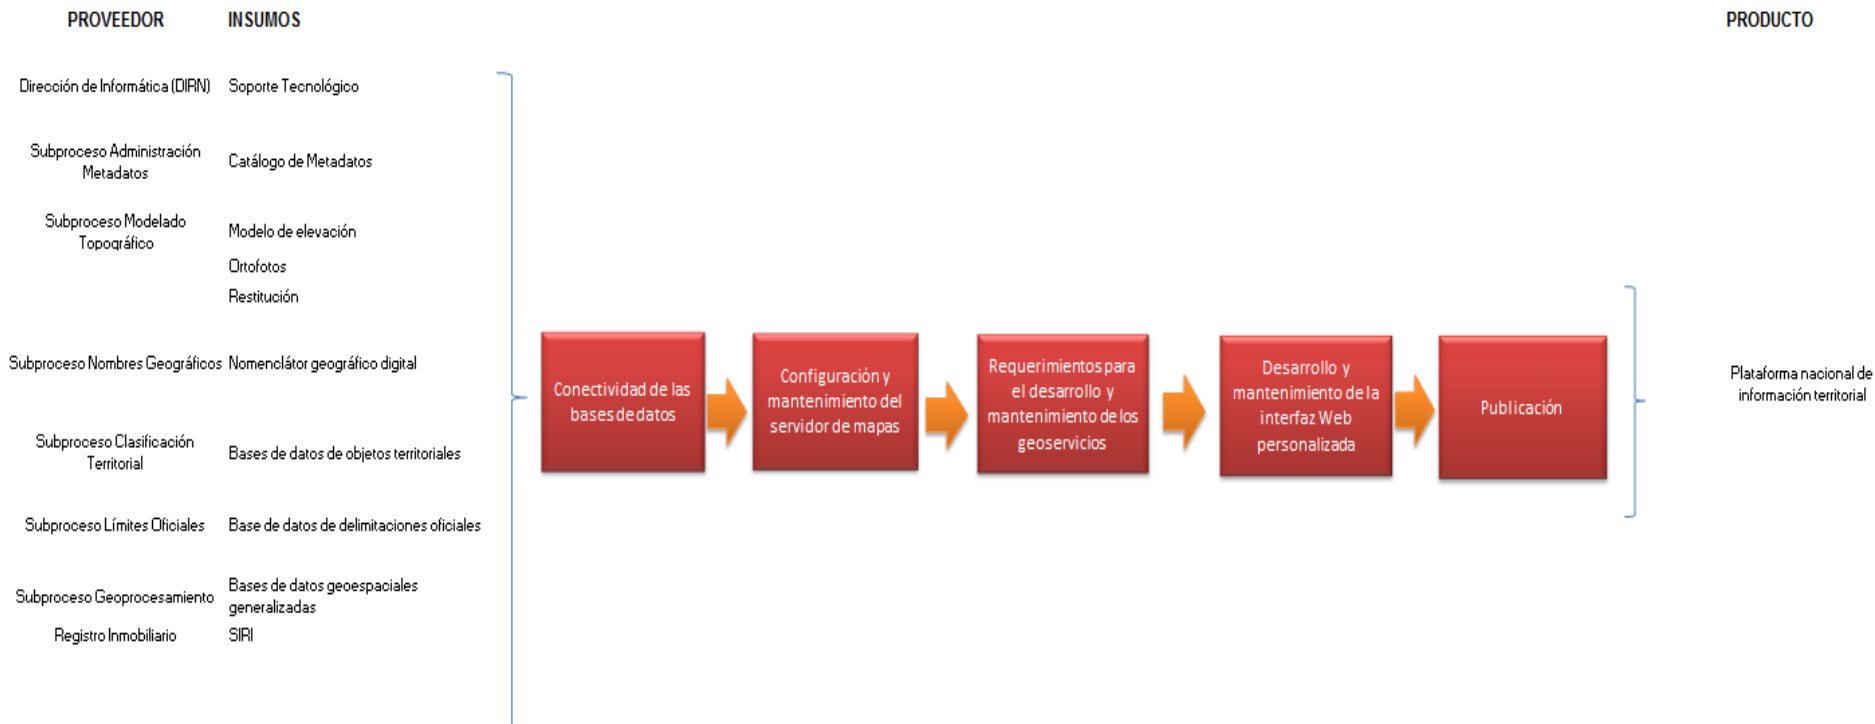 PROVEEDOR INSUMOS PRODUCTO
Dirección de Informática (DIRN) Soporte Tecnológico
Subproceso Administración
Metadatos
Catálogo de Metadatos
Subproceso Modelado
Topográfico
Modelo de elevación
Ortofotos
Restitución
Subproceso Nombres Geográficos Nomenclátor geográfico digital
Subproceso Clasificación
Territorial
Bases de datos de objetos territoriales
Subproceso Límites Oficiales Base de datos de delimitaciones oficiales
Subproceso Geoprocesamiento
Bases de datos geoespaciales
generalizadas
Registro Inmobiliario SIRI
Conectividad de las
bases de datos
Configuración y
mantenimiento del
servidor de mapas
Requerimientos para
el desarrollo y
mantenimiento de los
geoservicios
Desarrollo y
mantenimiento de la
interfaz Web
personalizada
Publicación
Plataforma nacional de
información territorial